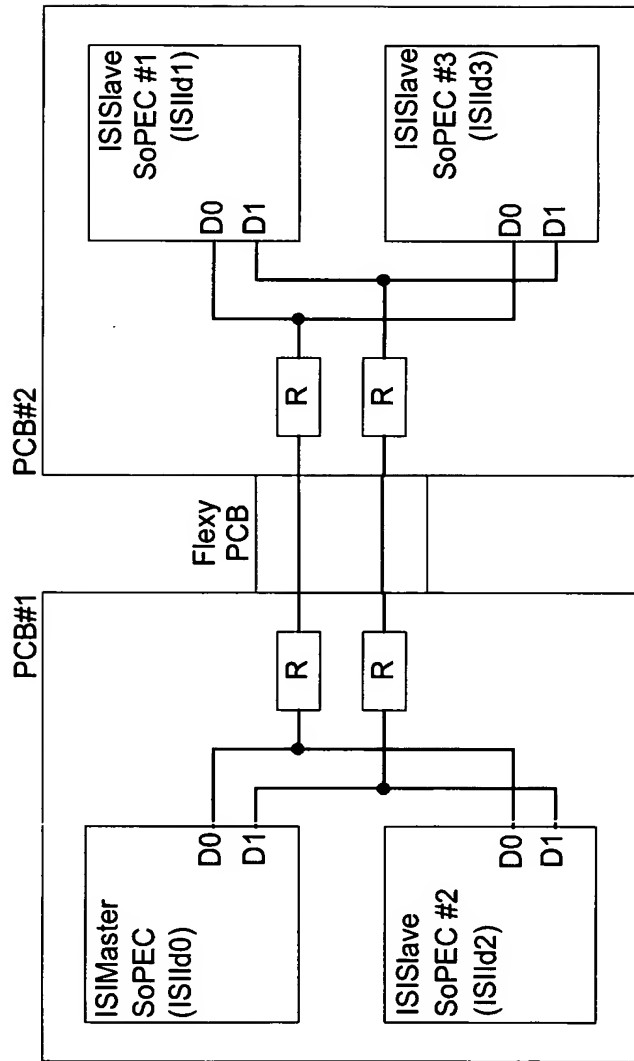 PCB#1
ISIMaster
SoPEC
(ISIId0)
D0
D1
R
R
ISISlave
SoPEC #2
(ISIId2)
D0
D1
Flexy
PCB
PCB#2
R
R
ISISlave
SoPEC #1
(ISIId1)
D0
D1
ISISlave
SoPEC #3
(ISIId3)
D0
D1